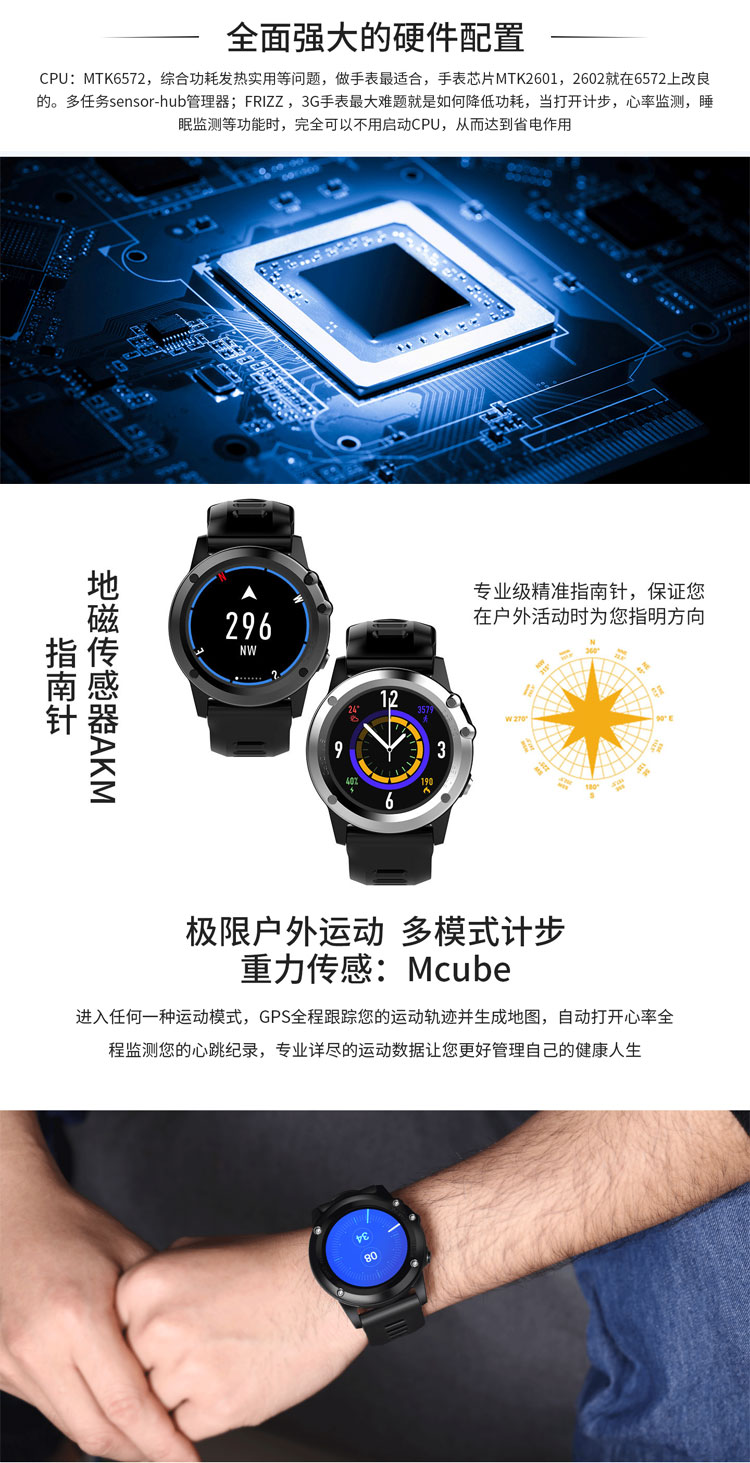 全面强大的硬件配置
CPU：MTK6572，综合功耗发热实用等问题，做手表最适合，手表芯片MTK2601，2602就在6572上改良
的。多任务sensor-hub管理器；FRIZZ ，3G手表最大难题就是如何降低功耗，当打开计步，心率监测，睡
眠监测等功能时，完全可以不用启动CPU，从而达到省电作用
地磁传感器AKM
指南针
N
W
E
S
296
NW
12
24°
3579
9
3
40%
190
6
专业级精准指南针，保证您
在户外活动时为您指明方向
N
360°
W 270°
90° E
180°
S
极限户外运动 多模式计步
重力传感：Mcube
进入任何一种运动模式，GPS全程跟踪您的运动轨迹并生成地图，自动打开心率全
程监测您的心跳纪录，专业详尽的运动数据让您更好管理自己的健康人生
34
08